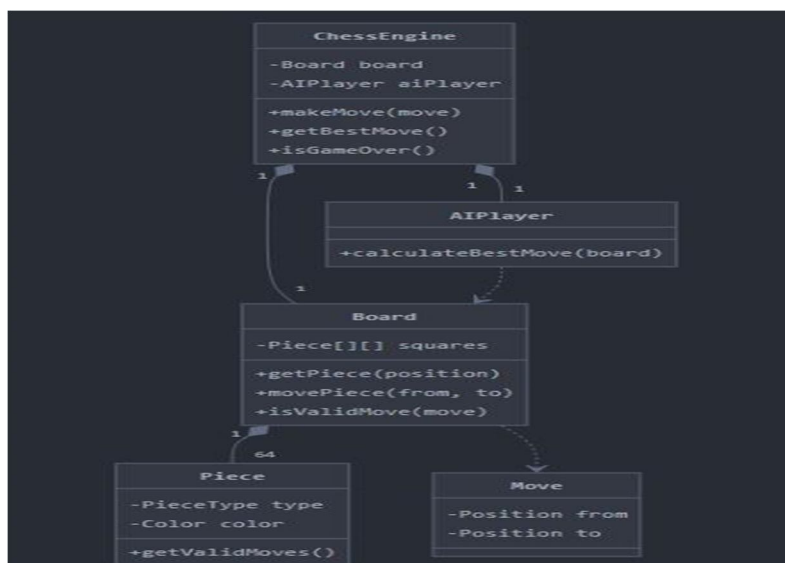 ChessEngine
-Board board
-AIPlayer aiPlayer
+makeMove(move)
+getBestMove()
+isGameOver()
1
1 1
AIPlayer
+calculateBestMove(board)
1
Board
-Piece[][] squares
+getPiece(position)
+movePiece(from, to)
+isValidMove(move)
1
64
Piece
-PieceType type
-Color color
+getValidMoves()
Move
-Position from
-Position to